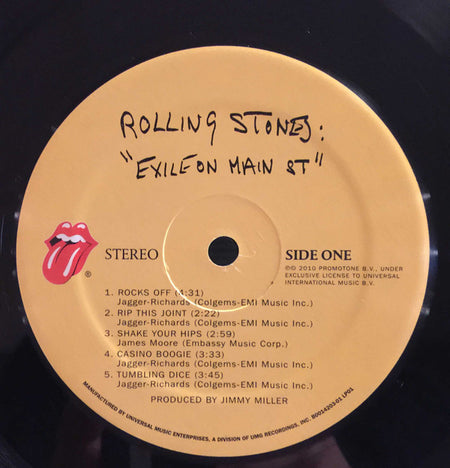 ROLLING STONES:
"EXILE ON MAIN ST"
STEREO
SIDE ONE
℗© 2010 PROMOTONE B.V., UNDER
EXCLUSIVE LICENSE TO UNIVERSAL
INTERNATIONAL MUSIC B.V.
®
1. ROCKS OFF (4:31)
Jagger-Richards (Colgems-EMI Music Inc.)
2. RIP THIS JOINT (2:22)
Jagger-Richards (Colgems-EMI Music Inc.)
3. SHAKE YOUR HIPS (2:59)
James Moore (Embassy Music Corp.)
4. CASINO BOOGIE (3:33)
Jagger-Richards (Colgems-EMI Music Inc.)
5. TUMBLING DICE (3:45)
Jagger-Richards (Colgems-EMI Music Inc.)
PRODUCED BY JIMMY MILLER
MANUFACTURED BY UNIVERSAL MUSIC ENTERPRISES, A DIVISION OF UMG RECORDINGS, INC. B0014203-01 LP01